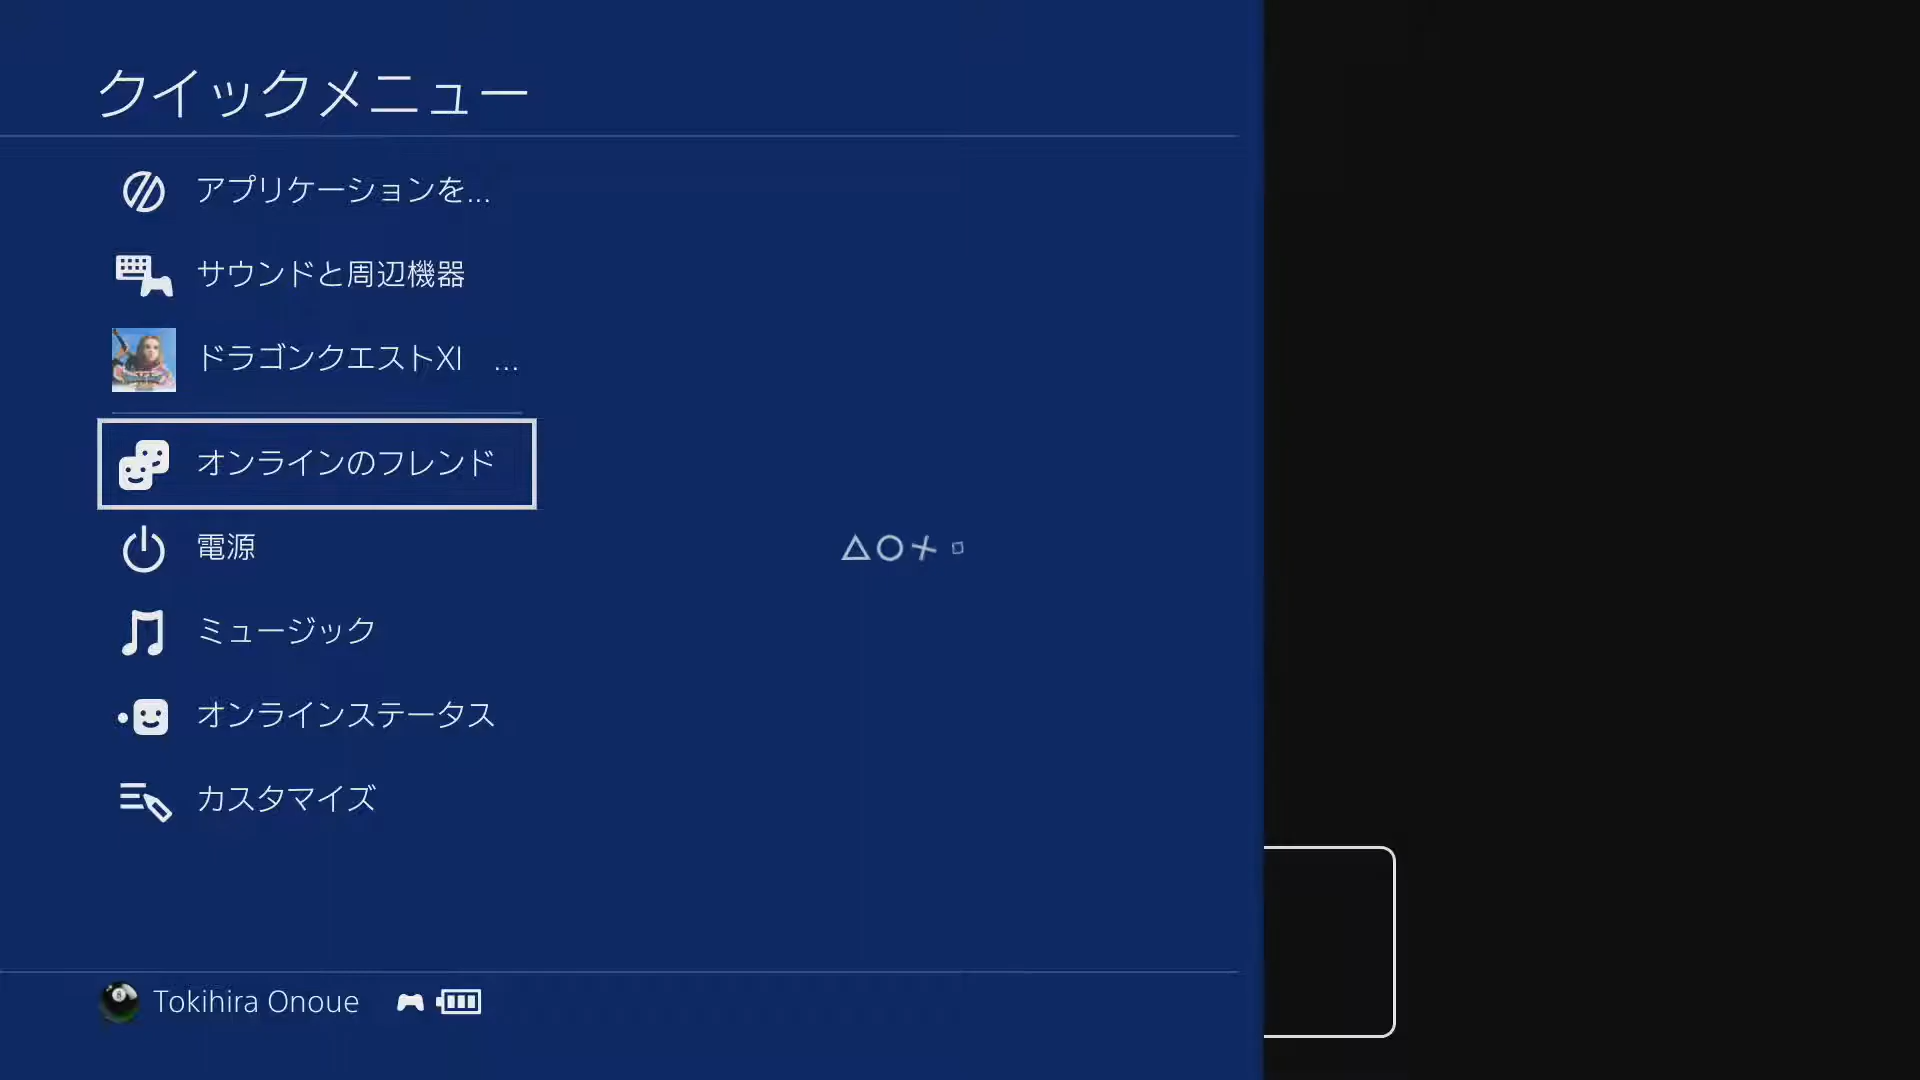 クイックメニュー
アプリケーションを...
サウンドと周辺機器
ドラゴンクエストXI　...
オンラインのフレンド
電源
ミュージック
オンラインステータス
カスタマイズ
Tokihira Onoue